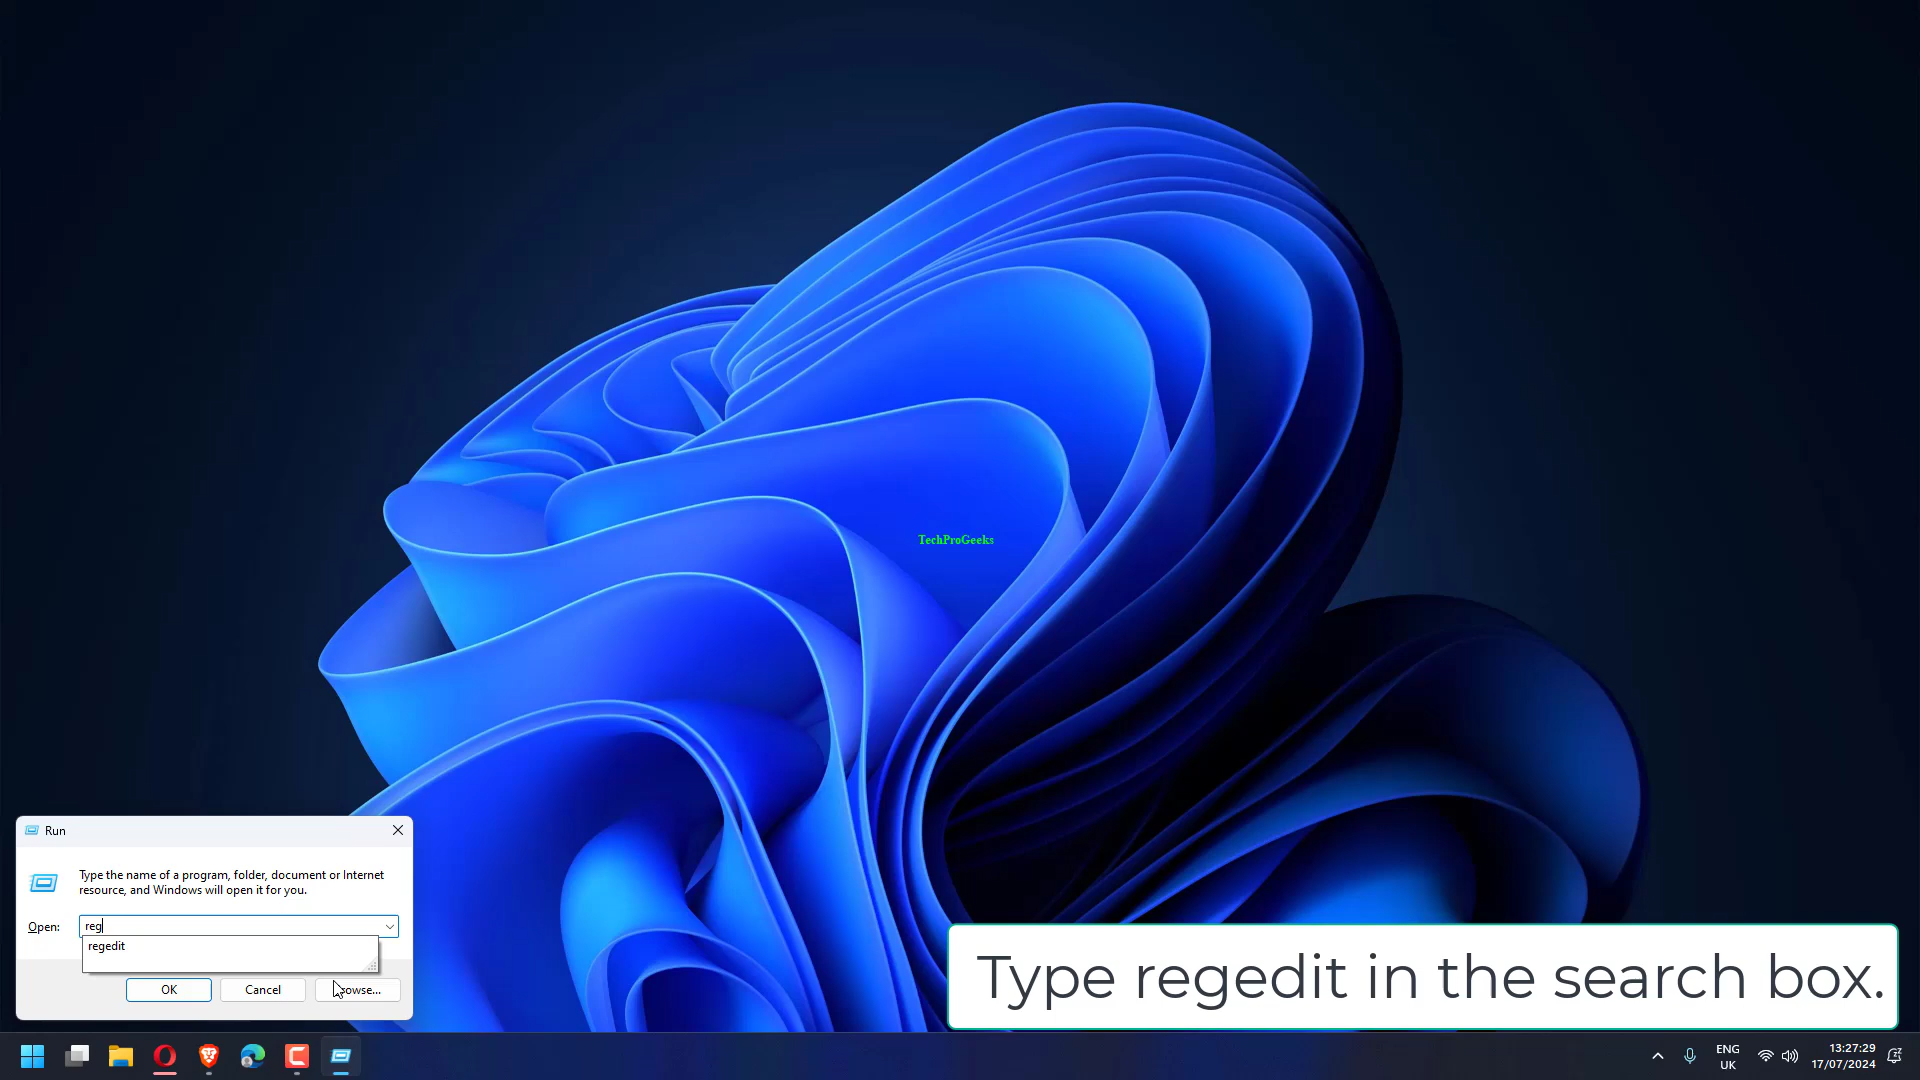 TechProGeeks
Run
Type the name of a program, folder, document or Internet
resource, and Windows will open it for you.
Open:
reg
regedit
OK
Cancel
owse...
Type regedit in the search box.
ENG
UK
13:27:29
17/07/2024